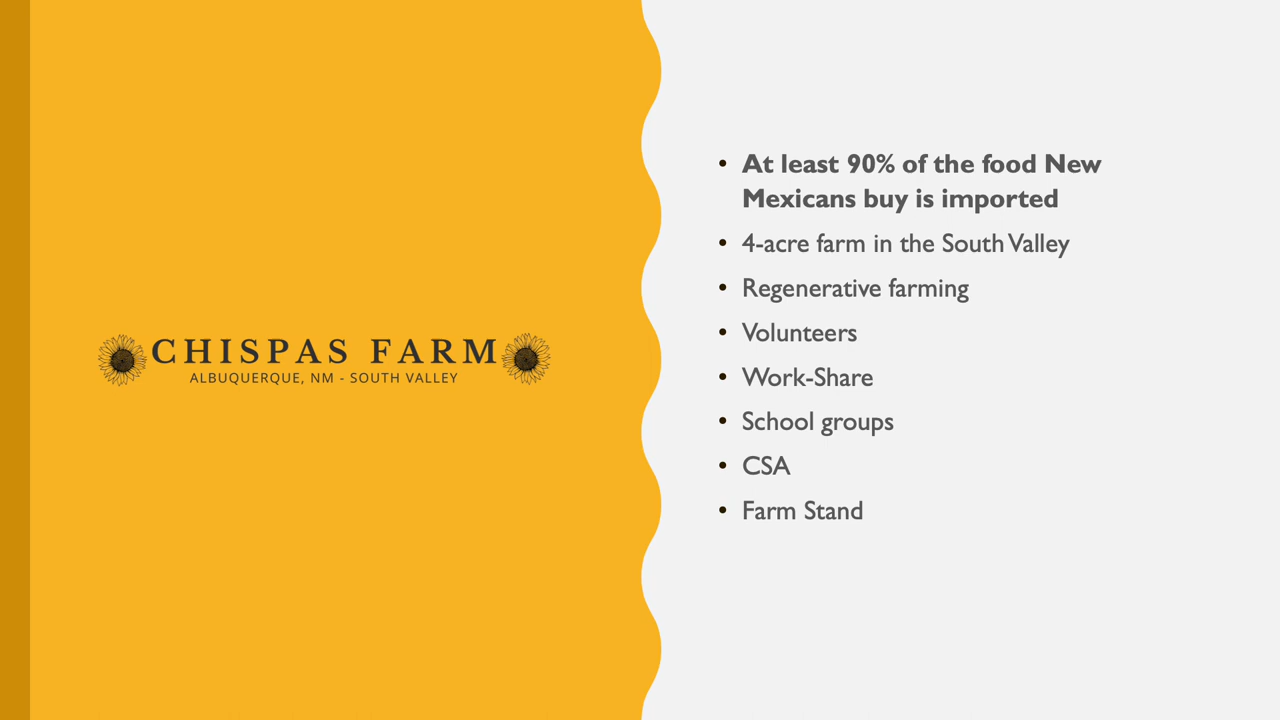 CHISPAS FARM
ALBUQUERQUE, NM - SOUTH VALLEY
• At least 90% of the food New
Mexicans buy is imported
• 4-acre farm in the South Valley
• Regenerative farming
• Volunteers
• Work-Share
• School groups
• CSA
• Farm Stand